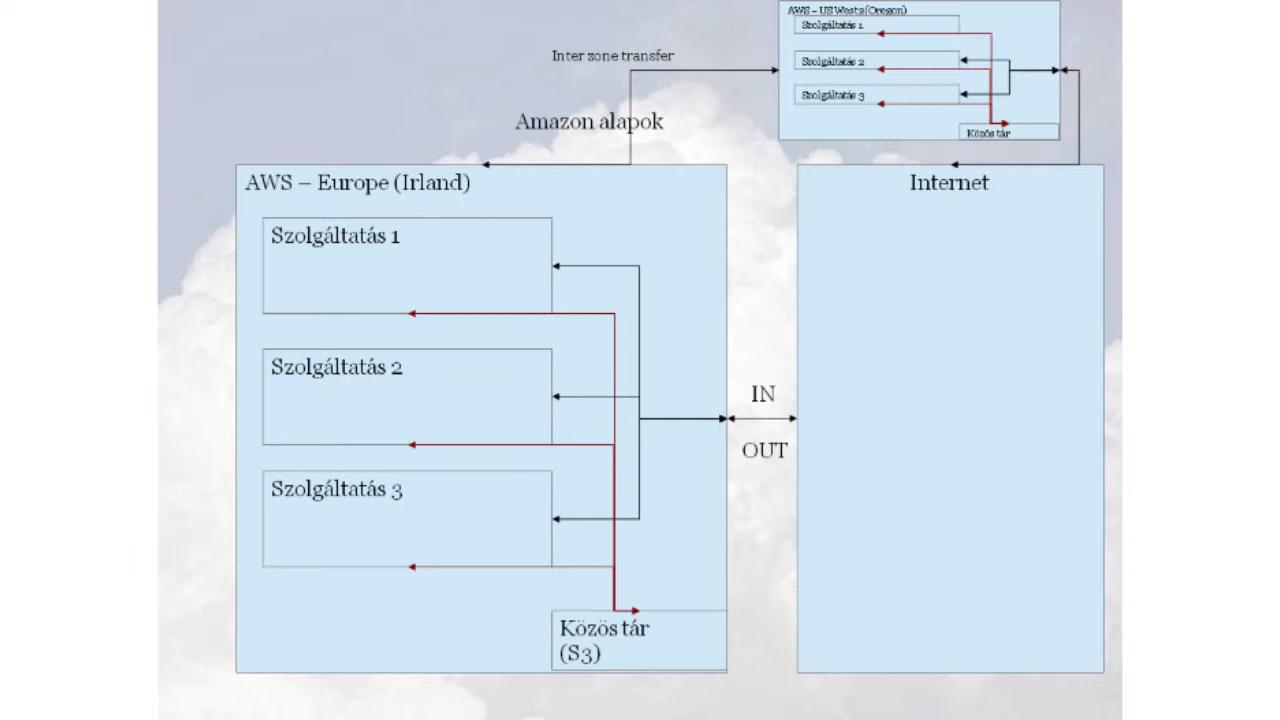 AWS – US West2(Oregon)
Szolgáltatás 1
Inter zone transfer
Szolgáltatás 2
Szolgáltatás 3
Amazon alapok
Közös tár
AWS – Europe (Irland)
Internet
Szolgáltatás 1
Szolgáltatás 2
IN
OUT
Szolgáltatás 3
Közös tár
(S3)